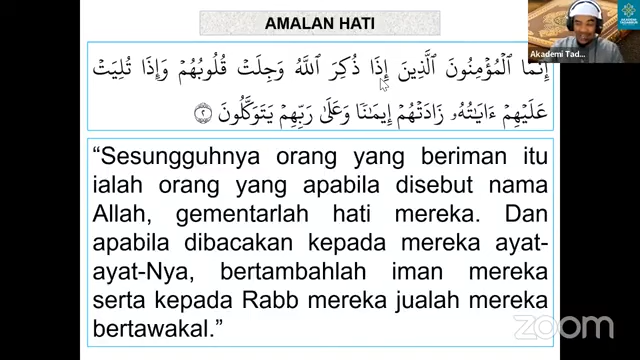 AMALAN HATI
إِنَّمَا ٱلْمُؤْمِنُونَ ٱلَّذِينَ إِذَا ذُكِرَ ٱللَّهُ وَجِلَتْ قُلُوبُهُمْ وَإِذَا تُلِيَتْ
عَلَيْهِمْ ءَايَٰتُهُۥ زَادَتْهُمْ إِيمَٰنًا وَعَلَىٰ رَبِّهِمْ يَتَوَكَّلُونَ ٢
“Sesungguhnya orang yang beriman itu
ialah orang yang apabila disebut nama
Allah, gementarlah hati mereka. Dan
apabila dibacakan kepada mereka ayat-
ayat-Nya, bertambahlah iman mereka
serta kepada Rabb mereka jualah mereka
bertawakal.”
Akademi Tad...
zoom